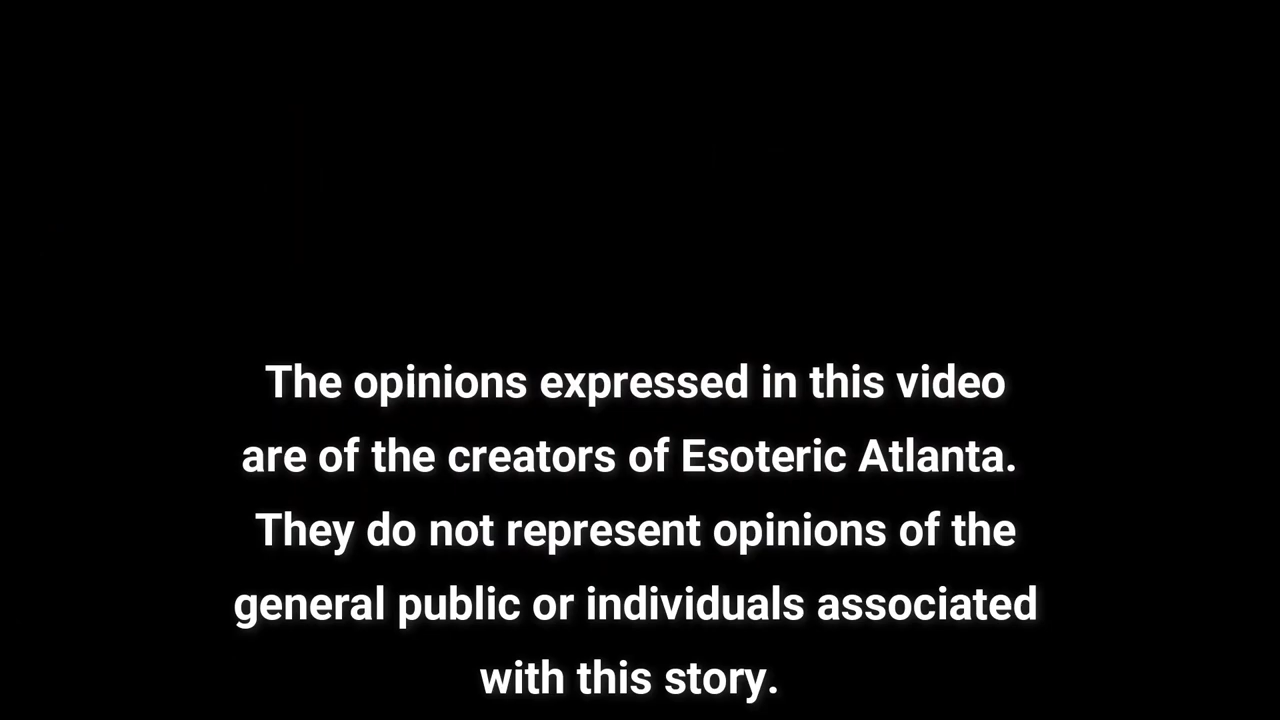 The opinions expressed in this video
are of the creators of Esoteric Atlanta.
They do not represent opinions of the
general public or individuals associated
with this story.